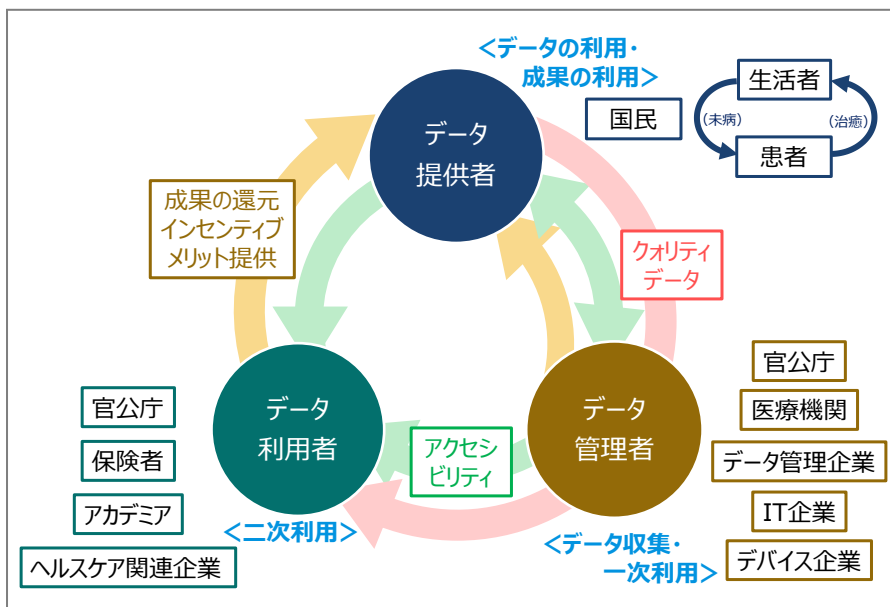 <データの利用・
成果の利用>
生活者
国民
(未病)
(治癒)
患者
データ
提供者
成果の還元
インセンティブ
メリット提供
クォリティ
データ
データ
利用者
データ
管理者
アクセシ
ビリティ
官公庁
保険者
アカデミア
ヘルスケア関連企業
<二次利用>
官公庁
医療機関
データ管理企業
IT企業
デバイス企業
<データ収集・
一次利用>